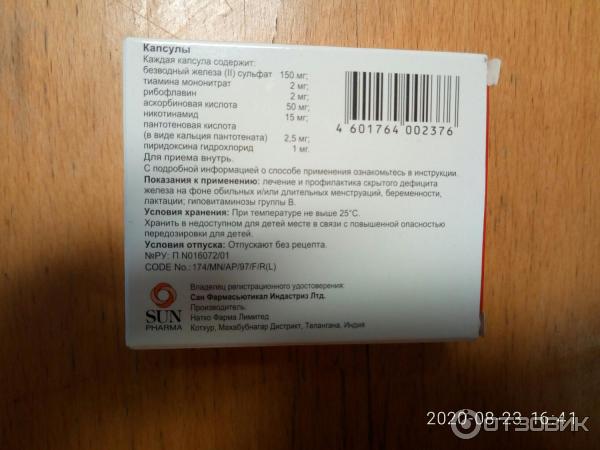 Капсулы
Каждая капсула содержит:
безводный железа (II) сульфат 150 мг;
тиамина мононитрат 2 мг;
рибофлавин 2 мг;
аскорбиновая кислота 50 мг;
никотинамид 15 мг;
пантотеновая кислота
(в виде кальция пантотената) 2,5 мг;
пиридоксина гидрохлорид 1 мг.
Для приема внутрь.
С подробной информацией о способе применения ознакомьтесь в инструкции.
Показания к применению: лечение и профилактика скрытого дефицита
железа на фоне обильных и/или длительных менструаций, беременности,
лактации; гиповитаминозы группы В.
Условия хранения: При температуре не выше 25°С.
Хранить в недоступном для детей месте в связи с повышенной опасностью
передозировки для детей.
Условия отпуска: Отпускают без рецепта.
№РУ: П N016072/01
CODE No.: 174/MN/AP/97/F/R(L)
4 601764 002376
Владелец регистрационного удостоверения:
Сан Фармасьютикал Индастриз Лтд.
Производитель:
Натко Фарма Лимитед
Котхур, Махабубнагар Дистрикт, Телангана, Индия
SUN
PHARMA
2020-08-23 16:41
ОТЗОВИК